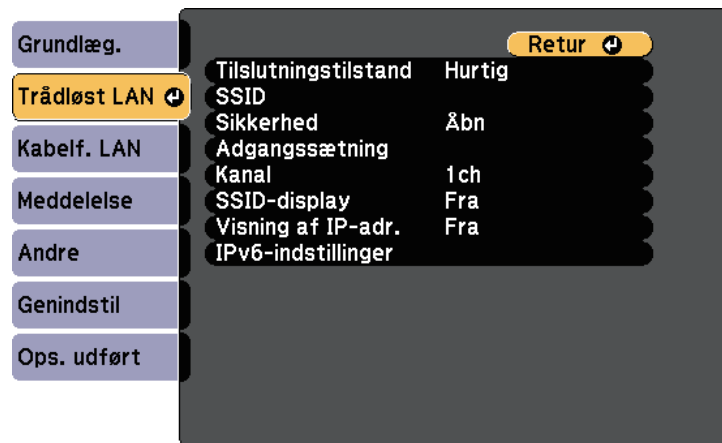 Grundlæg.
Trådløst LAN
Kabelf. LAN
Meddelelse
Andre
Genindstil
Ops. udført
Retur
Tilslutningstilstand Hurtig
SSID
Sikkerhed Åbn
Adgangssætning
Kanal 1ch
SSID-display Fra
Visning af IP-adr. Fra
IPv6-indstillinger